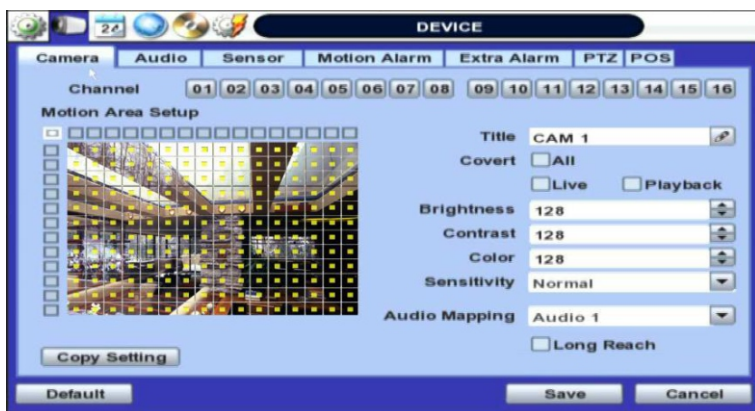 24
DEVICE
Camera Audio Sensor Motion Alarm Extra Alarm PTZ POS
Channel 01 02 03 04 05 06 07 08 09 10 11 12 13 14 15 16
Motion Area Setup
Title CAM 1
Covert All
Live Playback
Brightness 128
Contrast 128
Color 128
Sensitivity Normal
Audio Mapping Audio 1
Long Reach
Copy Setting
Default Save Cancel